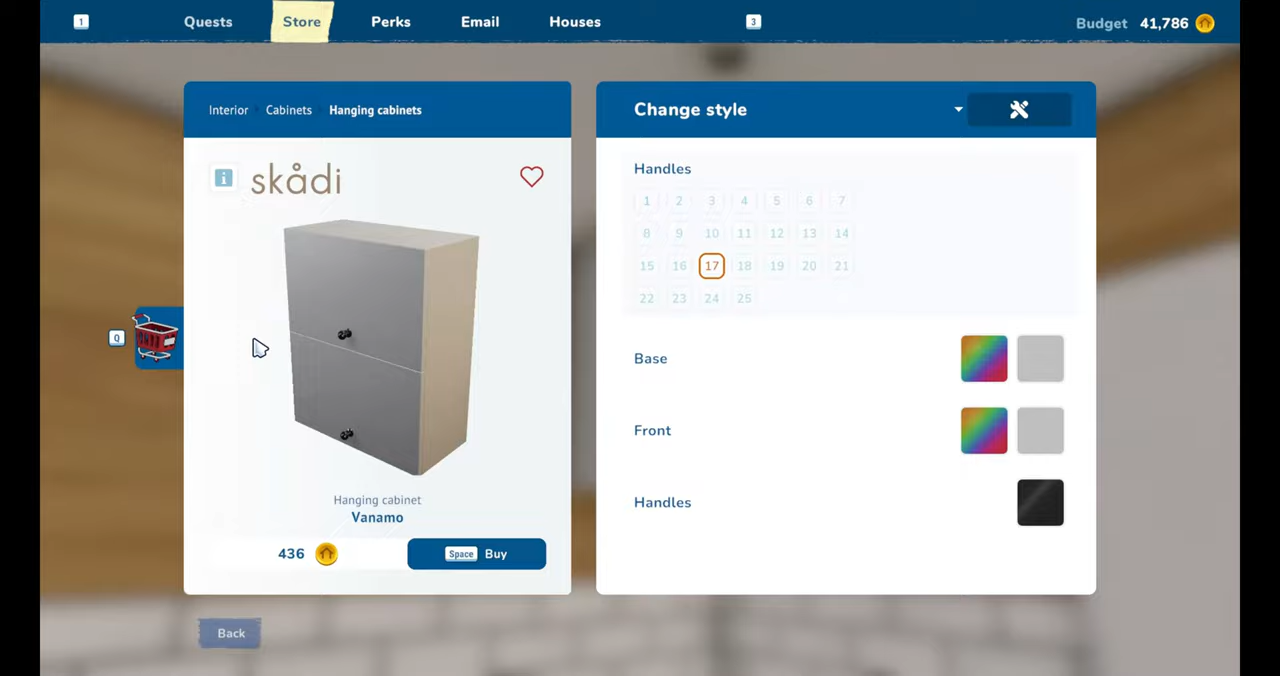 1 Quests Store Perks Email Houses 3 Budget 41,786
Interior Cabinets Hanging cabinets
Change style
i skådi
Handles
1 2 3 4 5 6 7
8 9 10 11 12 13 14
15 16 17 18 19 20 21
22 23 24 25
Q
Base
Front
Handles
Hanging cabinet
Vanamo
436 Space Buy
Back